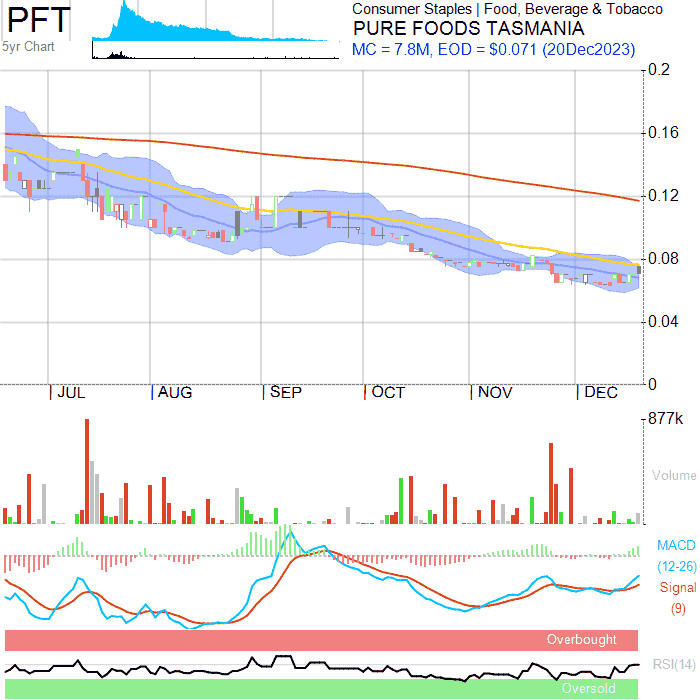 PFT
5yr Chart
Consumer Staples | Food, Beverage & Tobacco
PURE FOODS TASMANIA
MC = 7.8M, EOD = $0.071 (20Dec2023)
0.2
0.16
0.12
0.08
0.04
0
JUL AUG SEP OCT NOV DEC
877k
Volume
MACD
(12-26)
Signal
(9)
Overbought
RSI(14)
Oversold